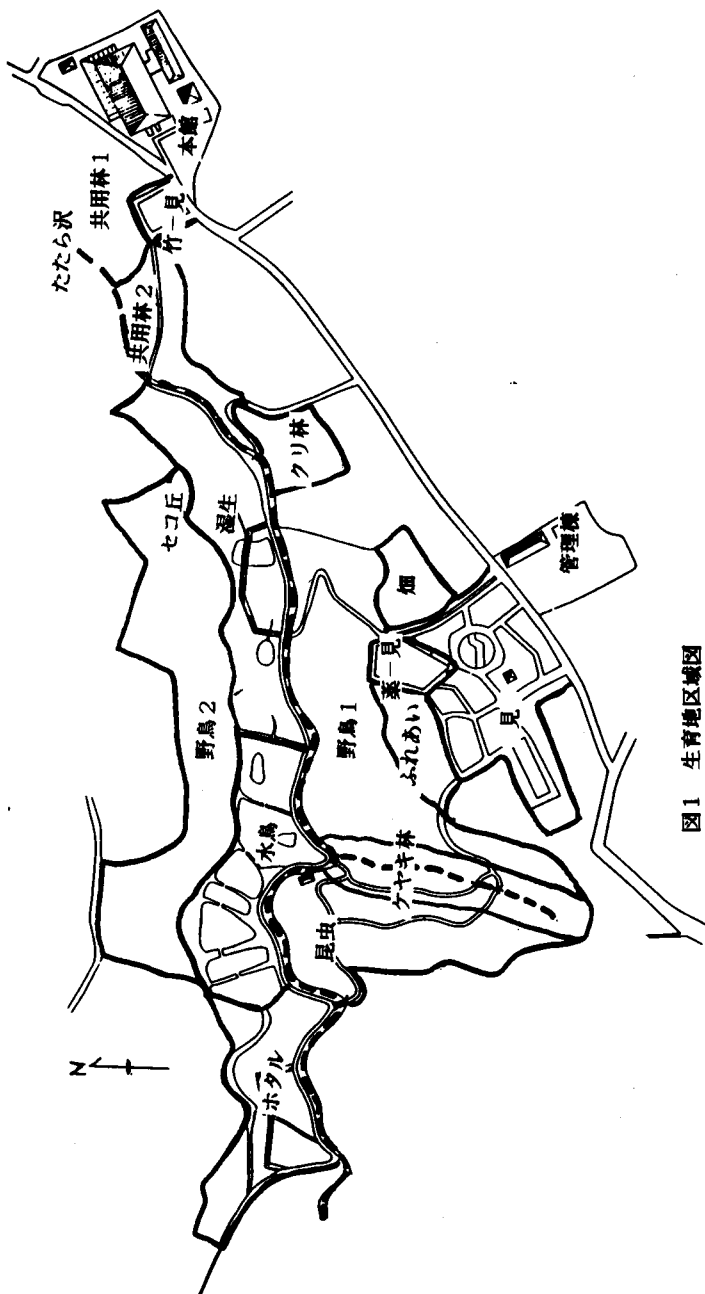 本館
共用林1
たたら沢
竹一見
共用林2
クリ林
セコ丘
湿生
畑
管理棟
薬一見
見
ふれあい
野鳥1
野鳥2
水鳥
ケヤキ林
昆虫
ホタル
N
図1 生育地区域図